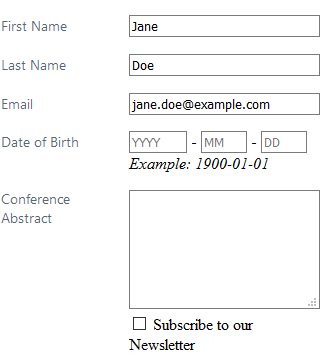 First Name Jane
Last Name Doe
Email jane.doe@example.com
Date of Birth YYYY - MM - DD
Example: 1900-01-01
Conference
Abstract
Subscribe to our
Newsletter